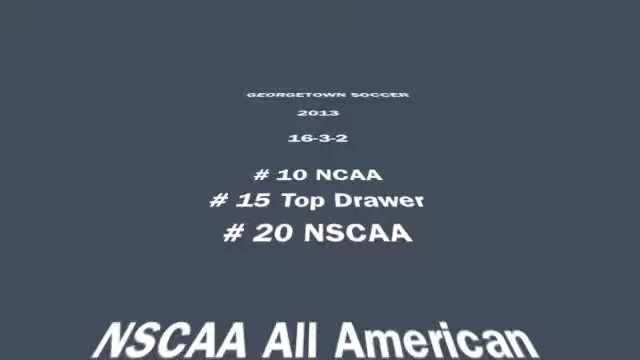 GEORGETOWN SOCCER
2013
16-3-2
# 10 NCAA
# 15 Top Drawer
# 20 NSCAA
NSCAA All American